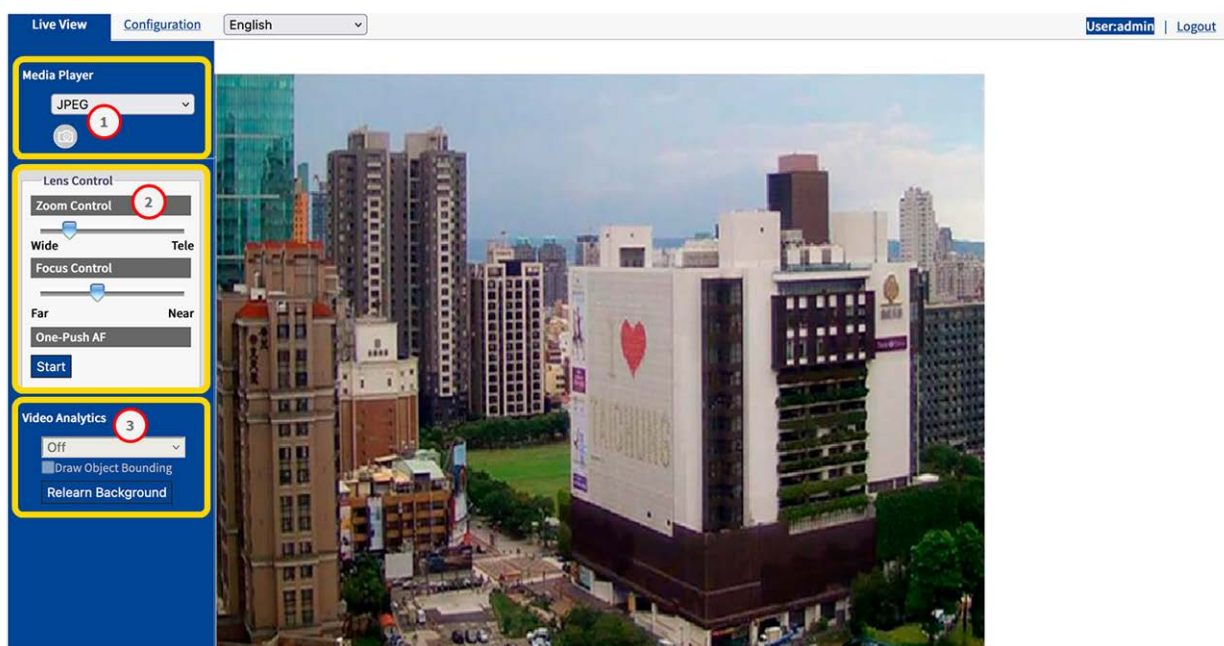 Live View
Configuration
English
User:admin | Logout
Media Player
JPEG
1
Lens Control
Zoom Control
2
Wide
Tele
Focus Control
Far
Near
One-Push AF
Start
Video Analytics
3
Off
Draw Object Bounding
Relearn Background
I
TAICHUNG